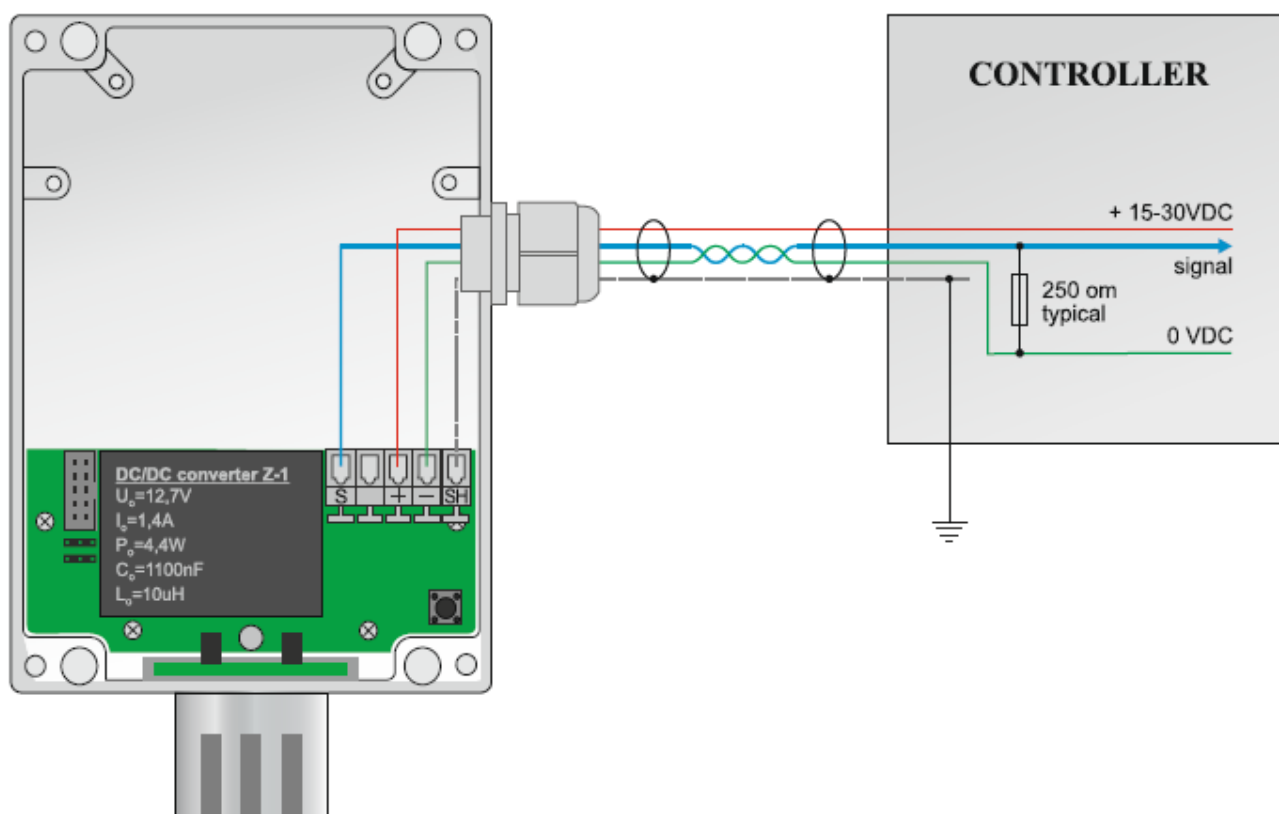 CONTROLLER
+ 15-30VDC
signal
250 om
typical
0 VDC
DC/DC converter Z-1
Uo=12,7V
Io=1,4A
Po=4,4W
Co=1100nF
Lo=10uH
S + − SH